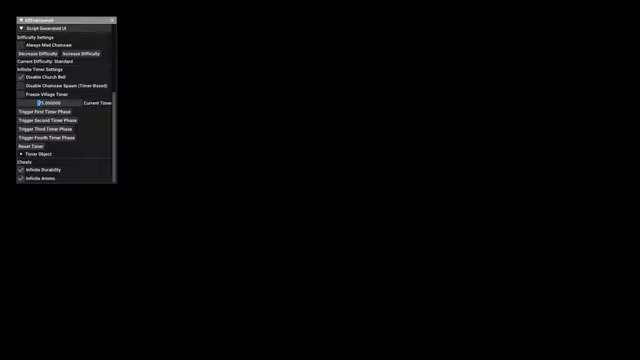 REFramework
Script Generated UI
Difficulty Settings
Always Mad Chainsaw
Decrease Difficulty Increase Difficulty
Current Difficulty: Standard
Infinite Timer Settings
Disable Church Bell
Disable Chainsaw Spawn (Timer-Based)
Freeze Village Timer
75.000000 Current Timer
Trigger First Timer Phase
Trigger Second Timer Phase
Trigger Third Timer Phase
Trigger Fourth Timer Phase
Reset Timer
Timer Object
Cheats
Infinite Durability
Infinite Ammo